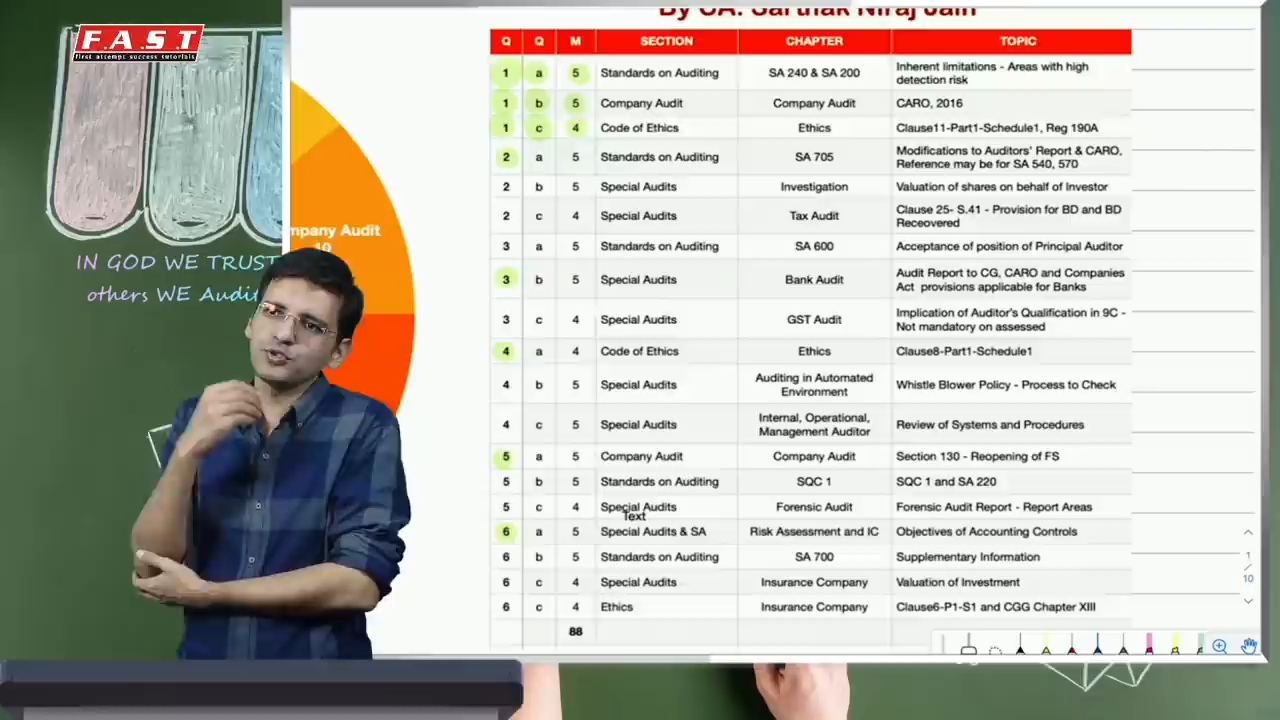 F.A.S.T
first attempt success tutorials
IN GOD WE TRUST
others WE Audi
By CA. Sarthak Niraj Jain
mpany Audit
10
Q Q M SECTION CHAPTER TOPIC
1 a 5 Standards on Auditing SA 240 & SA 200 Inherent limitations - Areas with high
detection risk
1 b 5 Company Audit Company Audit CARO, 2016
1 c 4 Code of Ethics Ethics Clause11-Part1-Schedule1, Reg 190A
2 a 5 Standards on Auditing SA 705 Modifications to Auditors' Report & CARO,
Reference may be for SA 540, 570
2 b 5 Special Audits Investigation Valuation of shares on behalf of Investor
2 c 4 Special Audits Tax Audit Clause 25- S.41 - Provision for BD and BD
Receovered
3 a 5 Standards on Auditing SA 600 Acceptance of position of Principal Auditor
3 b 5 Special Audits Bank Audit Audit Report to CG, CARO and Companies
Act provisions applicable for Banks
3 c 4 Special Audits GST Audit Implication of Auditor's Qualification in 9C -
Not mandatory on assessed
4 a 4 Code of Ethics Ethics Clause8-Part1-Schedule1
4 b 5 Special Audits Auditing in Automated
Environment Whistle Blower Policy - Process to Check
4 c 5 Special Audits Internal, Operational,
Management Auditor Review of Systems and Procedures
5 a 5 Company Audit Company Audit Section 130 - Reopening of FS
5 b 5 Standards on Auditing SQC 1 SQC 1 and SA 220
5 c 4 Special Audits Forensic Audit Forensic Audit Report - Report Areas
Text
6 a 5 Special Audits & SA Risk Assessment and IC Objectives of Accounting Controls
6 b 5 Standards on Auditing SA 700 Supplementary Information
6 c 4 Special Audits Insurance Company Valuation of Investment
6 c 4 Ethics Insurance Company Clause6-P1-S1 and CGG Chapter XIII
88
1
/
10